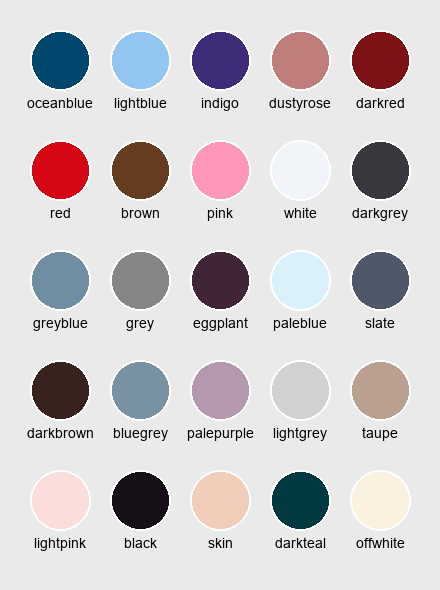 oceanblue lightblue indigo dustyrose darkred
red brown pink white darkgrey
greyblue grey eggplant paleblue slate
darkbrown bluegrey palepurple lightgrey taupe
lightpink black skin darkteal offwhite